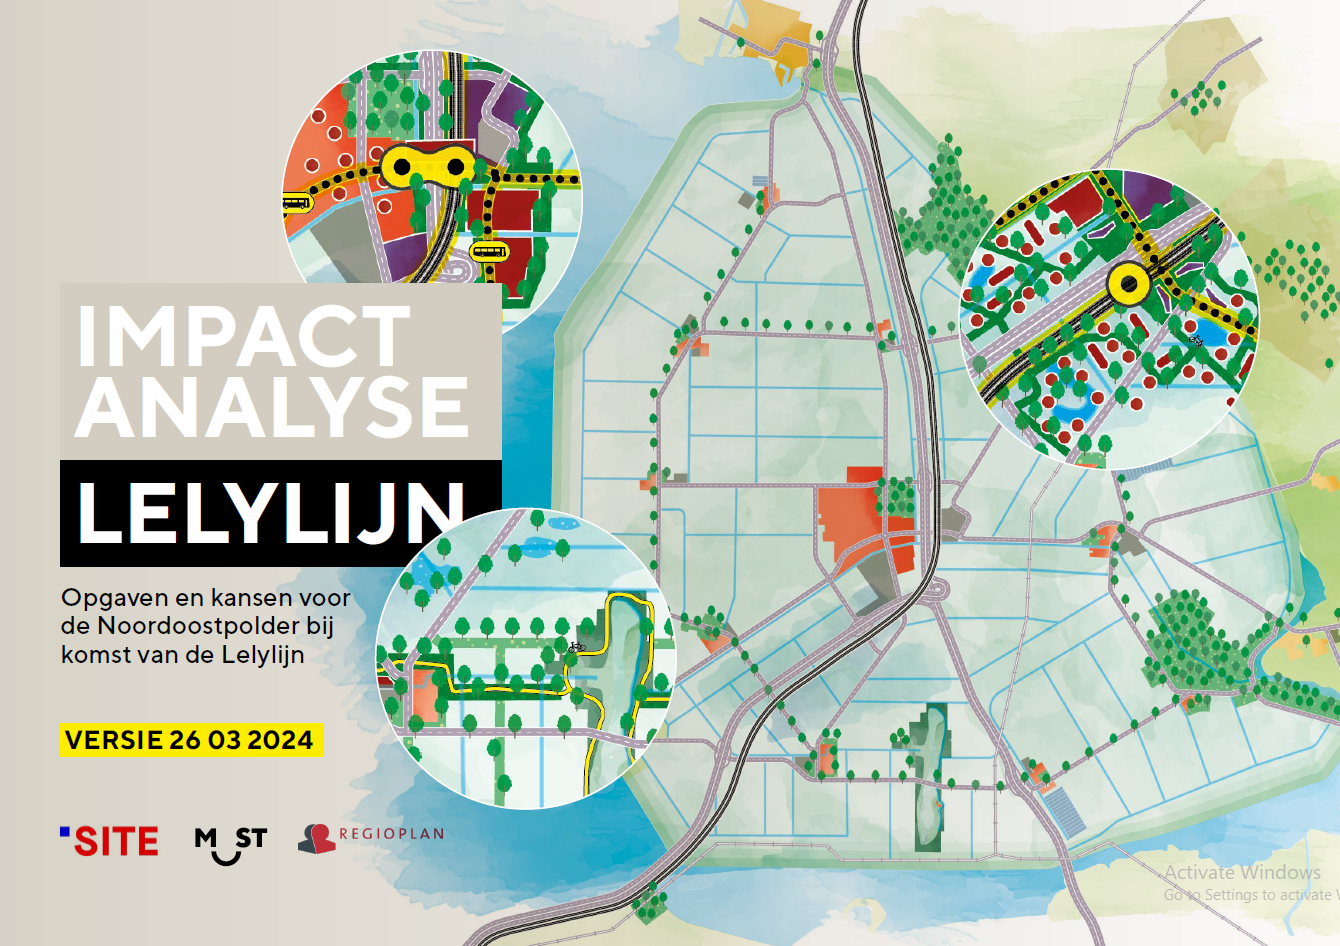 IMPACT
ANALYSE
LELYLIJN
Opgaven en kansen voor
de Noordoostpolder bij
komst van de Lelylijn
VERSIE 26 03 2024
SITE
MUST
REGIOPLAN
Activate Windows
Go to Settings to activate W